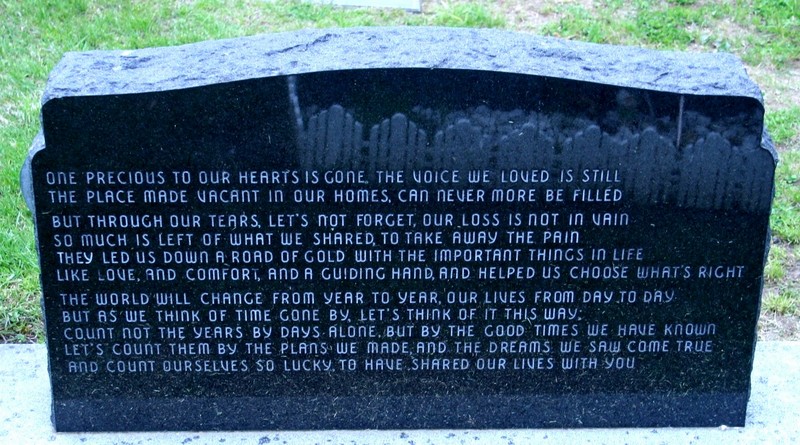 ONE PRECIOUS TO OUR HEARTS IS GONE, THE VOICE WE LOVED IS STILL
THE PLACE MADE VACANT IN OUR HOMES, CAN NEVER MORE BE FILLED
BUT THROUGH OUR TEARS, LET'S NOT FORGET, OUR LOSS IS NOT IN VAIN
SO MUCH IS LEFT OF WHAT WE SHARED, TO TAKE AWAY THE PAIN
THEY LED US DOWN A ROAD OF GOLD WITH THE IMPORTANT THINGS IN LIFE
LIKE LOVE, AND COMFORT, AND A GUIDING HAND, AND HELPED US CHOOSE WHAT'S RIGHT
THE WORLD WILL CHANGE FROM YEAR TO YEAR, OUR LIVES FROM DAY TO DAY
BUT AS WE THINK OF TIME GONE BY, LET'S THINK OF IT THIS WAY;
COUNT NOT THE YEARS BY DAYS ALONE, BUT BY THE GOOD TIMES WE HAVE KNOWN
LET'S COUNT THEM BY THE PLANS WE MADE, AND THE DREAMS WE SAW COME TRUE
AND COUNT OURSELVES SO LUCKY, TO HAVE SHARED OUR LIVES WITH YOU